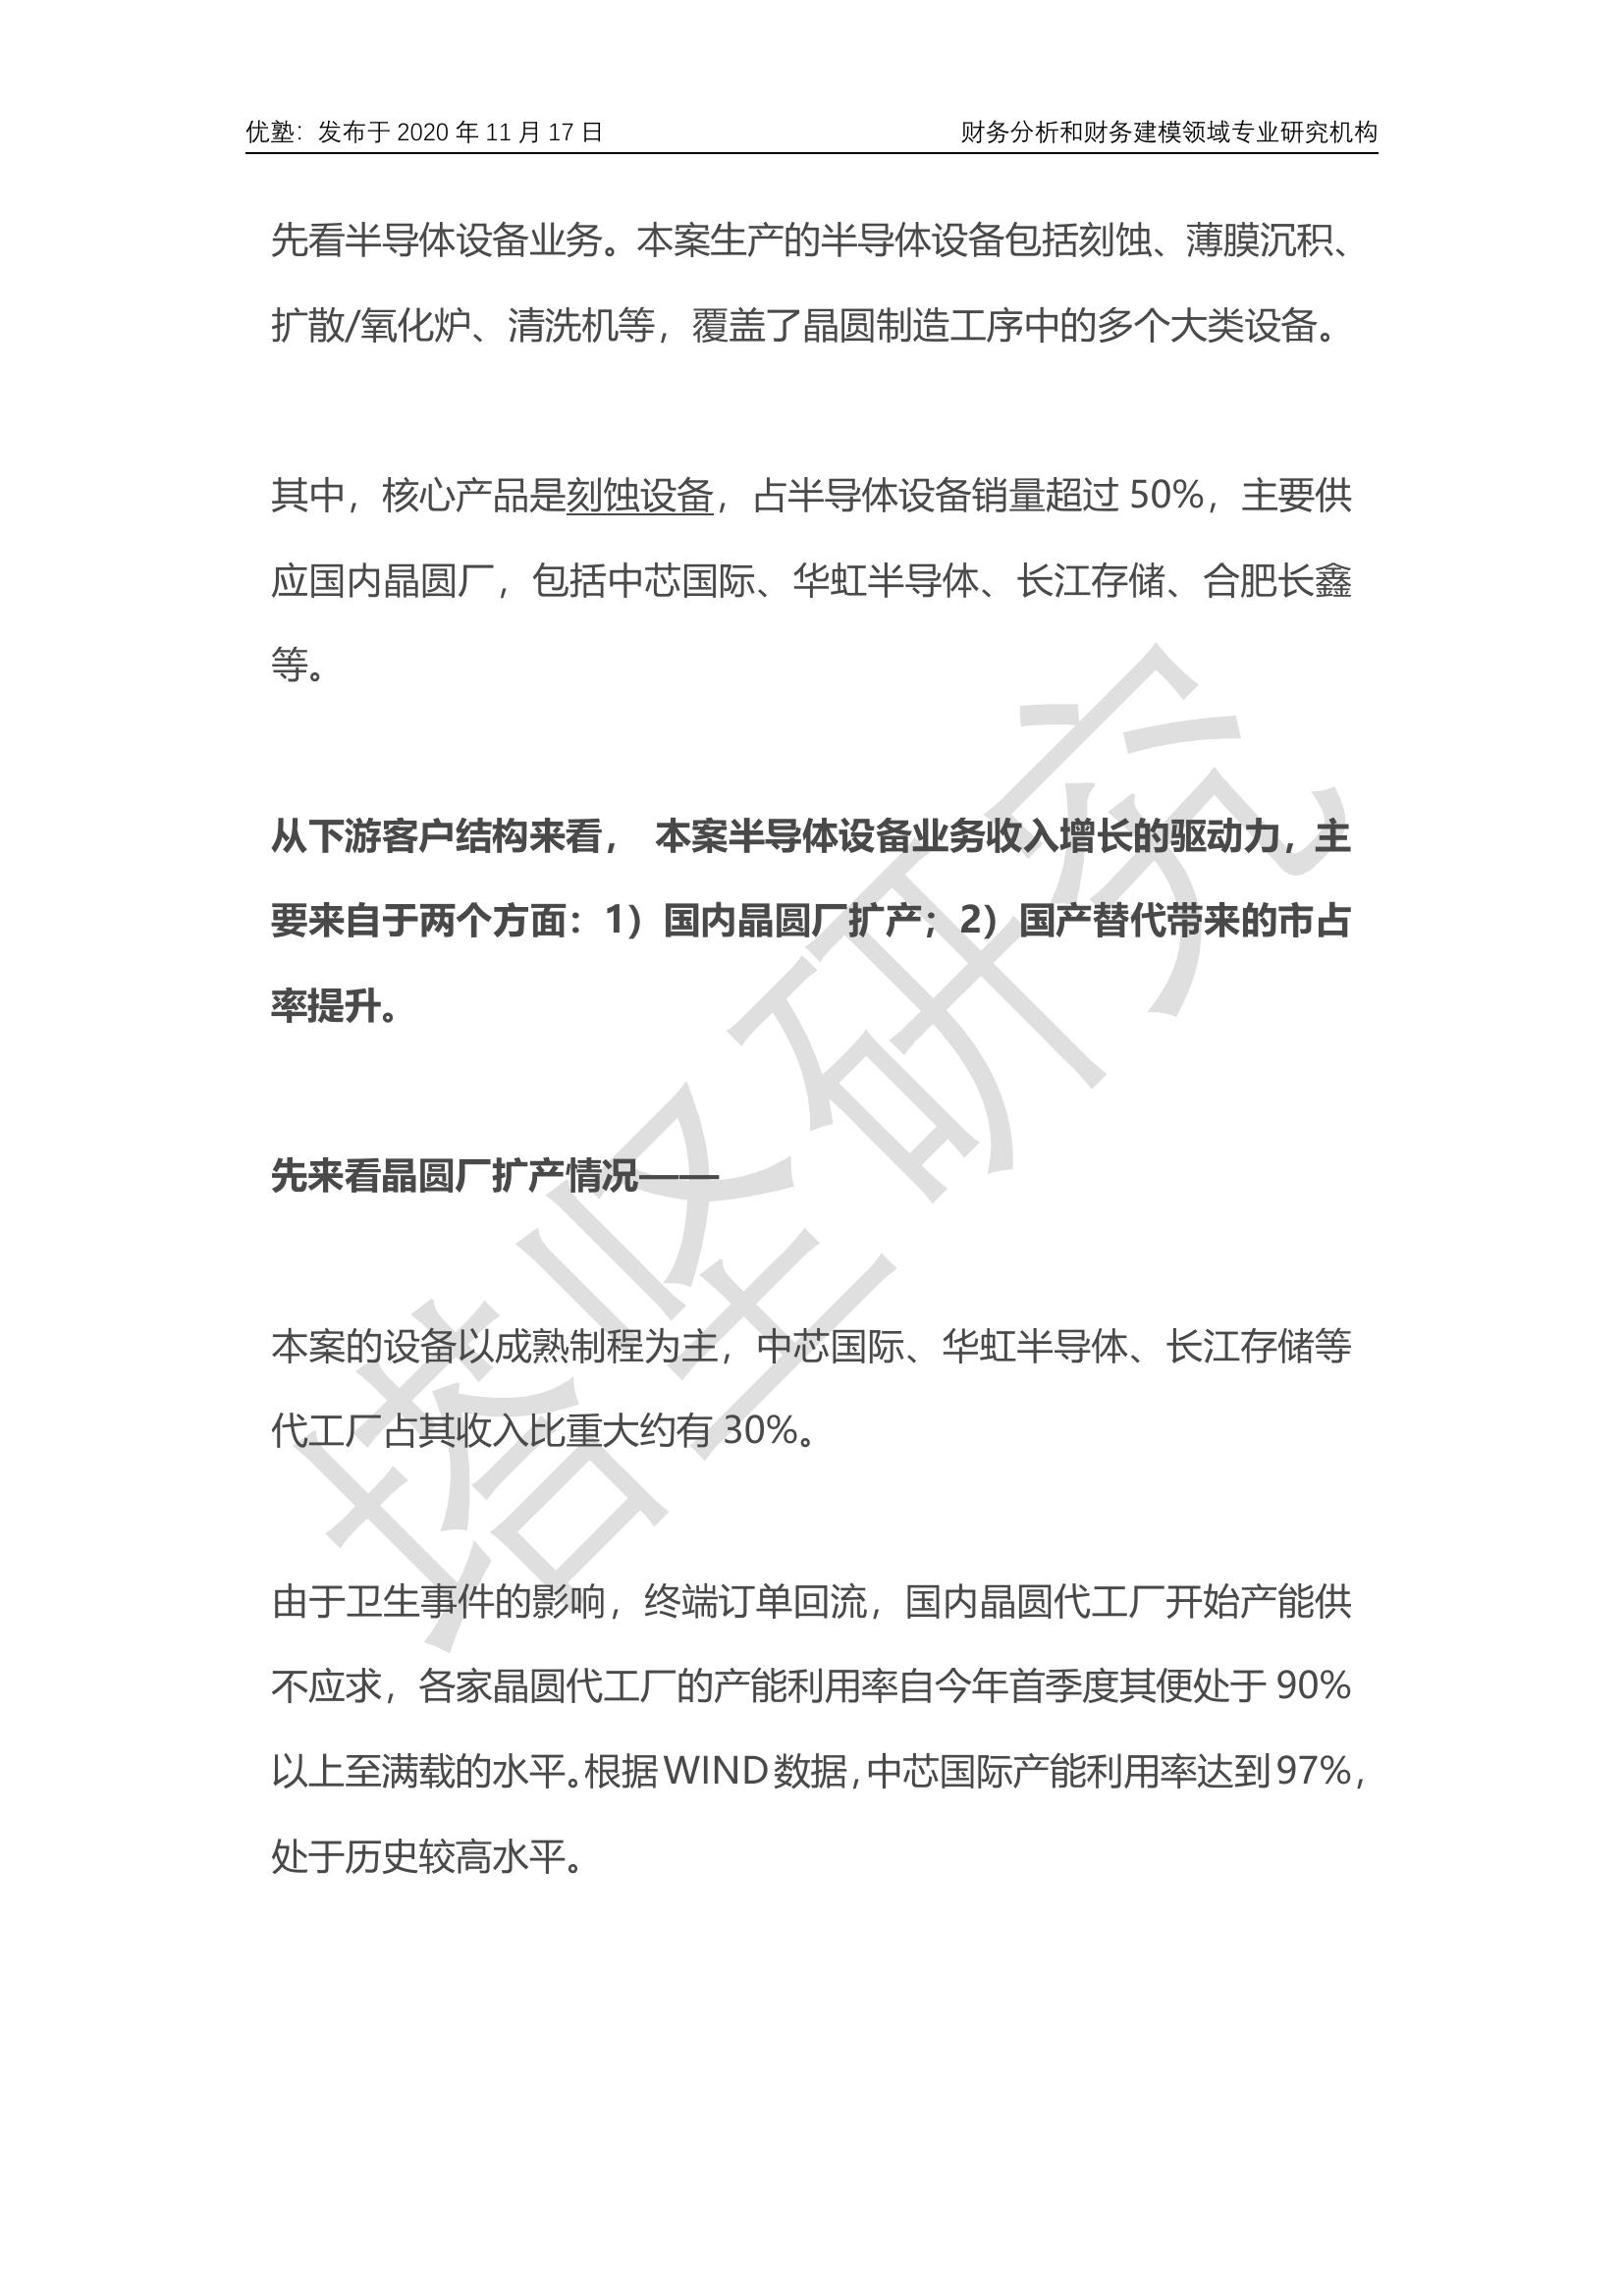 优塾：发布于 2020 年 11 月 17 日 财务分析和财务建模领域专业研究机构
先看半导体设备业务。本案生产的半导体设备包括刻蚀、薄膜沉积、
扩散/氧化炉、清洗机等，覆盖了晶圆制造工序中的多个大类设备。
其中，核心产品是刻蚀设备，占半导体设备销量超过 50%，主要供
应国内晶圆厂，包括中芯国际、华虹半导体、长江存储、合肥长鑫
等。
从下游客户结构来看， 本案半导体设备业务收入增长的驱动力，主
要来自于两个方面：1）国内晶圆厂扩产；2）国产替代带来的市占
率提升。
先来看晶圆厂扩产情况——
本案的设备以成熟制程为主，中芯国际、华虹半导体、长江存储等
代工厂占其收入比重大约有 30%。
由于卫生事件的影响，终端订单回流，国内晶圆代工厂开始产能供
不应求，各家晶圆代工厂的产能利用率自今年首季度其便处于 90%
以上至满载的水平。根据 WIND 数据，中芯国际产能利用率达到 97%，
处于历史较高水平。
塔坚研究